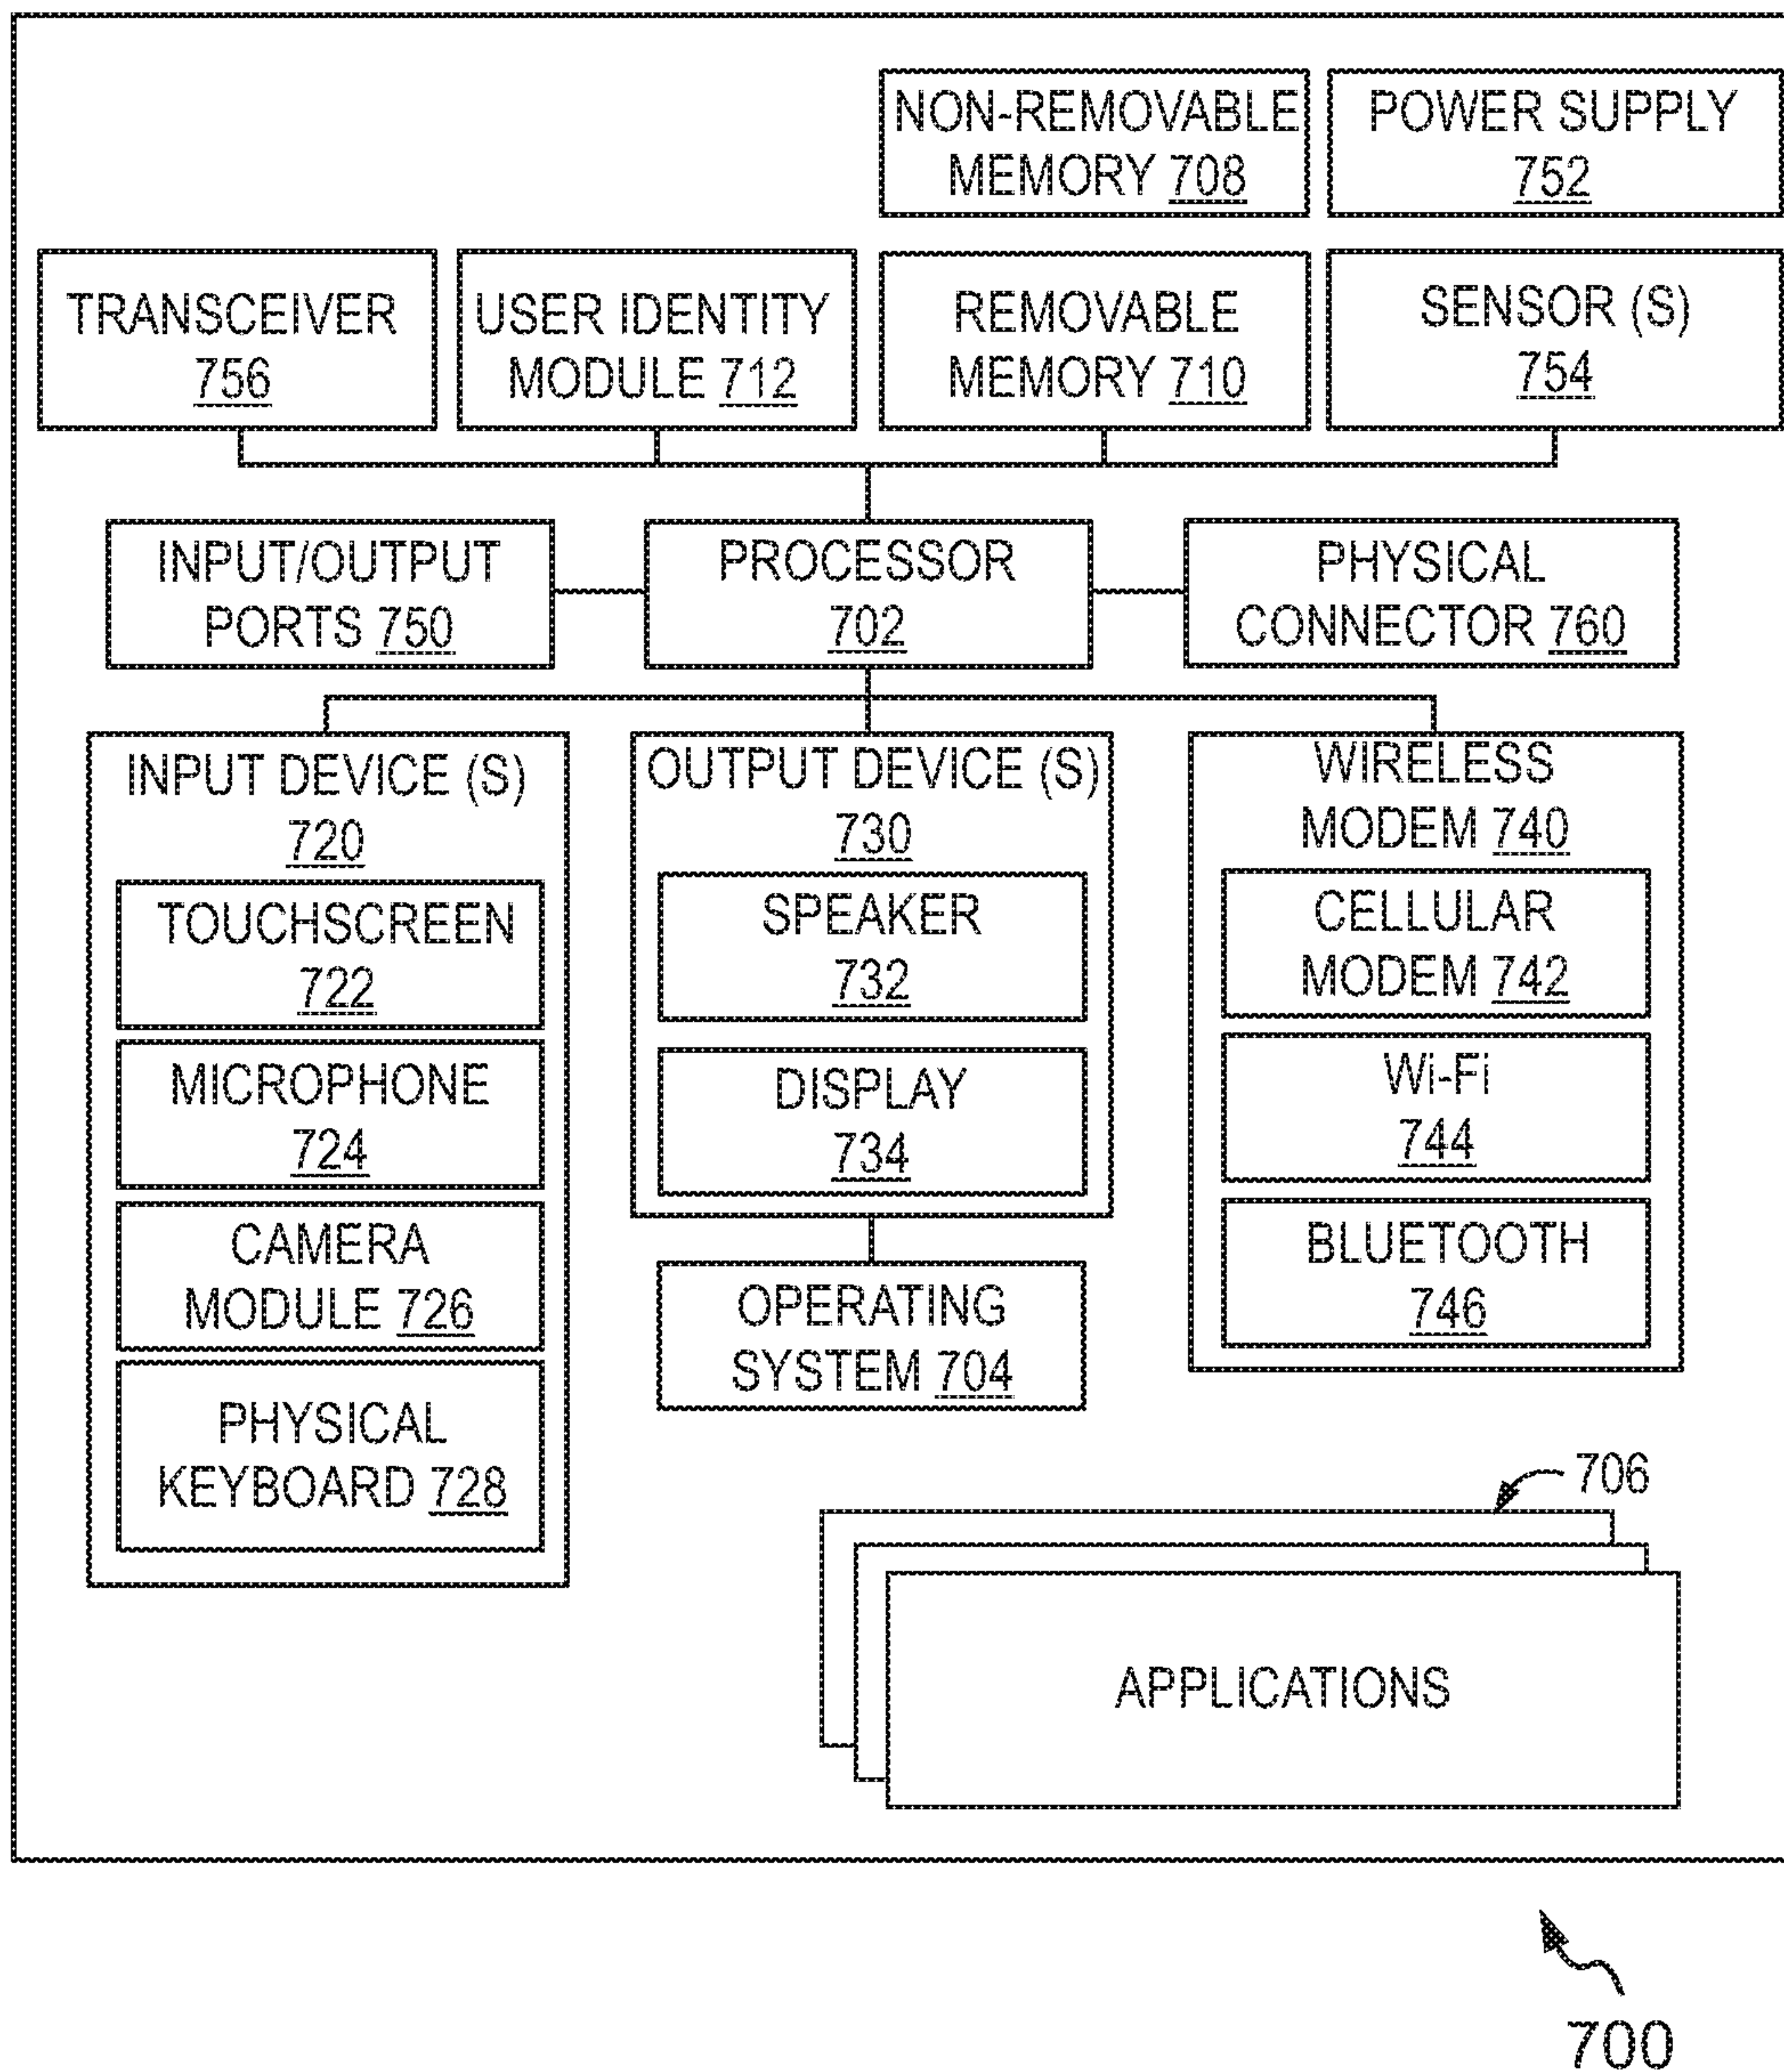 NON-REMOVABLE
MEMORY 708
POWER SUPPLY
752
TRANSCEIVER
756
USER IDENTITY
MODULE 712
REMOVABLE
MEMORY 710
SENSOR (S)
754
INPUT/OUTPUT
PORTS 750
PROCESSOR
702
PHYSICAL
CONNECTOR 760
INPUT DEVICE (S)
720
TOUCHSCREEN
722
MICROPHONE
724
CAMERA
MODULE 726
PHYSICAL
KEYBOARD 728
OUTPUT DEVICE (S)
730
SPEAKER
732
DISPLAY
734
OPERATING
SYSTEM 704
WIRELESS
MODEM 740
CELLULAR
MODEM 742
Wi-Fi
744
BLUETOOTH
746
706
APPLICATIONS
700